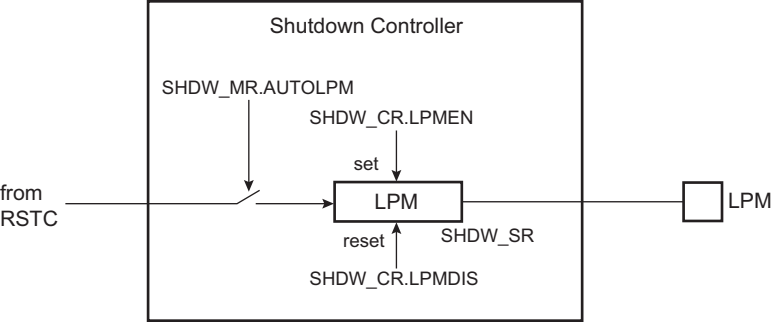 Shutdown Controller
SHDW_MR.AUTOLPM
SHDW_CR.LPMEN
set
from
RSTC
LPM
LPM
reset
SHDW_SR
SHDW_CR.LPMDIS